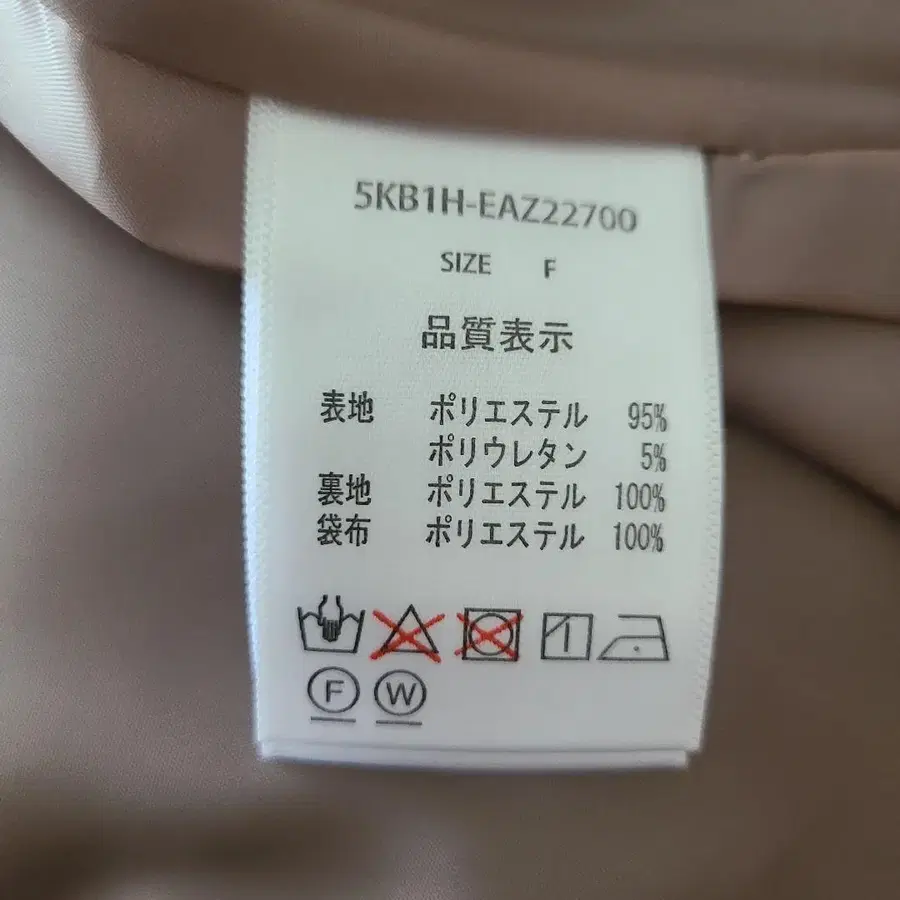 5KB1H-EAZ22700
SIZE F
品質表示
表地 ポリエステル 95%
ポリウレタン 5%
裏地 ポリエステル 100%
袋布 ポリエステル 100%
F W